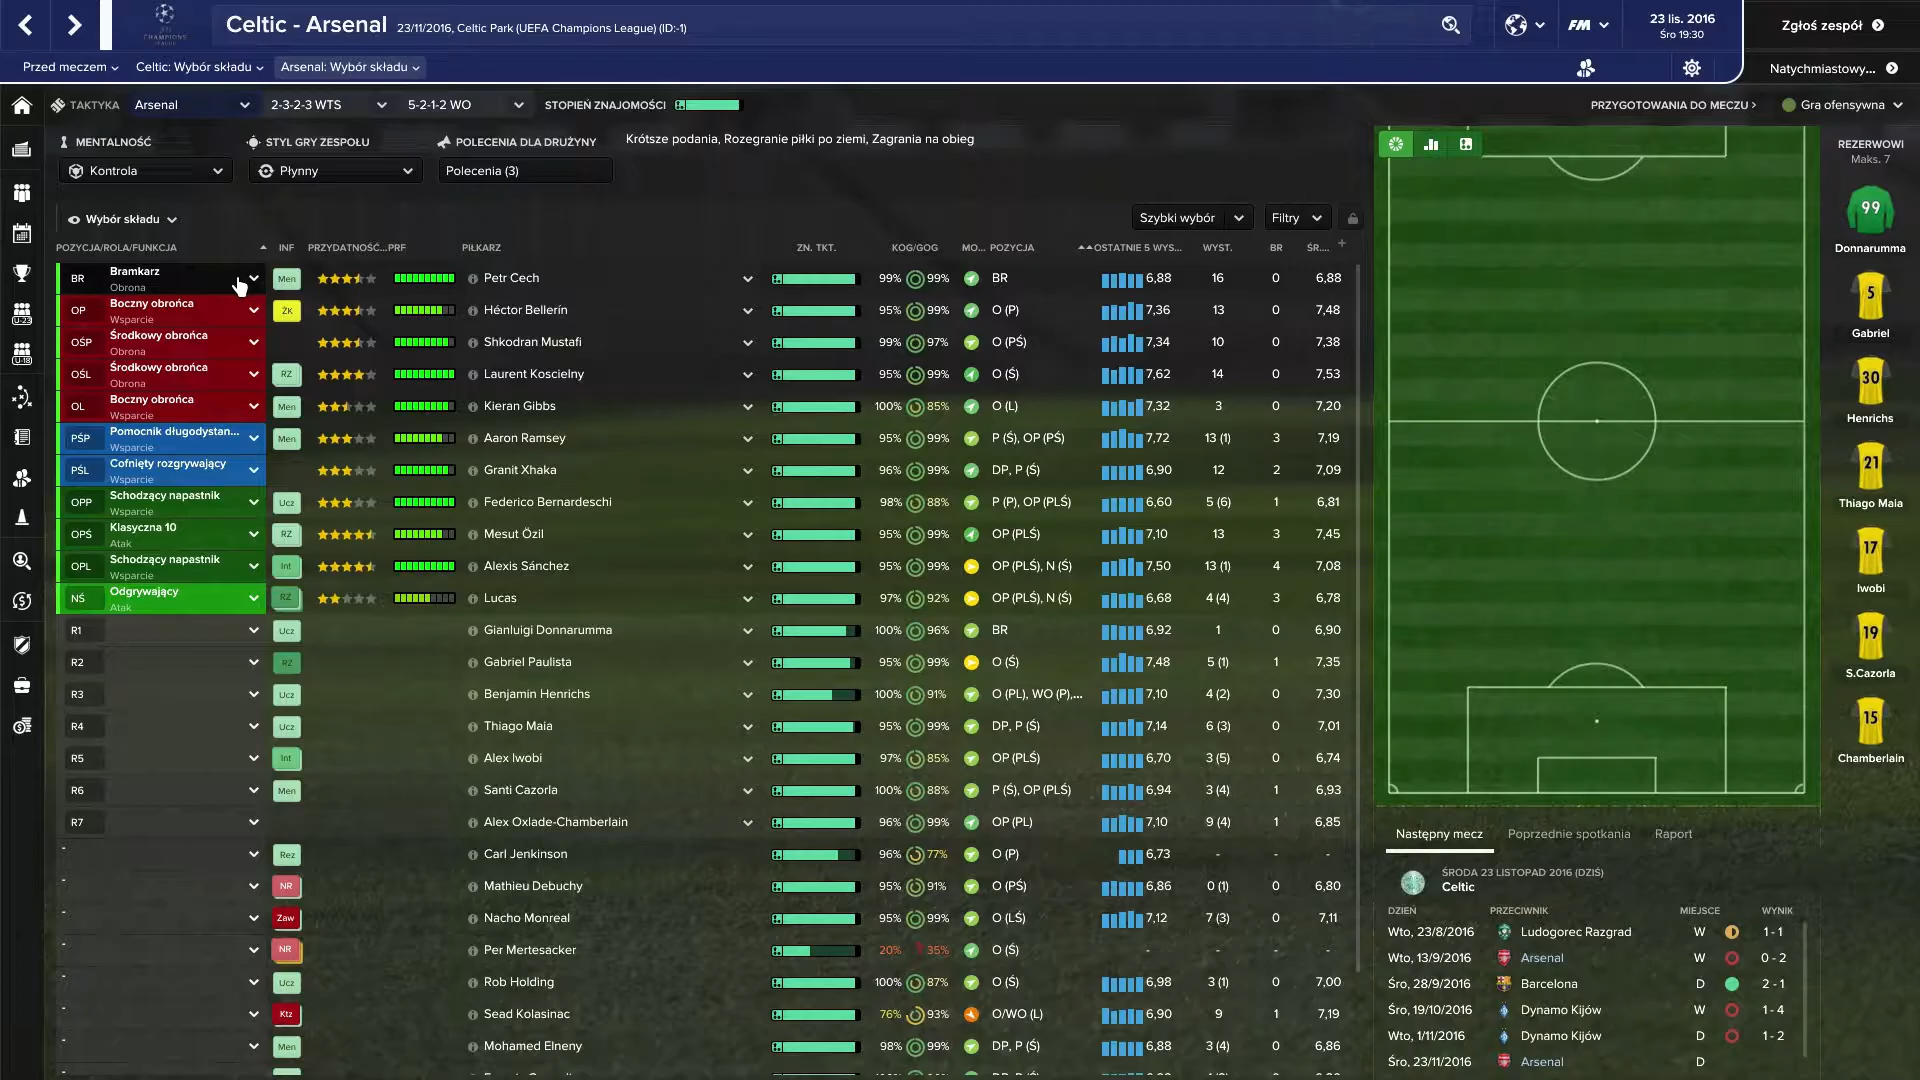 Celtic - Arsenal 23/11/2016, Celtic Park (UEFA Champions League) (ID:-1)
CHAMPIONS
FM
23 lis. 2016
Śro 19:30
Zgłoś zespół
Przed meczem Celtic: Wybór składu Arsenal: Wybór składu
Natychmiastowy...
TAKTYKA Arsenal 2-3-2-3 WTS 5-2-1-2 WO STOPIEŃ ZNAJOMOŚCI PRZYGOTOWANIA DO MECZU > Gra ofensywna
MENTALNOŚĆ STYL GRY ZESPOŁU POLECENIA DLA DRUŻYNY Krótsze podania, Rozegranie piłki po ziemi, Zagrania na obieg
Kontrola Płynny Polecenia (3)
Wybór składu Szybki wybór Filtry
POZYCJA/ROLA/FUNKCJA INF PRZYDATNOŚĆ... PRF PIŁKARZ ZN. TKT. KOG/GOG MO... POZYCJA OSTATNIE 5 WYS... WYST. BR ŚR.... +
BR Bramkarz Obrona Men Petr Cech 99% 99% BR 6,88 16 0 6,88
OP Boczny obrońca Wsparcie ŻK Héctor Bellerín 95% 99% O (P) 7,36 13 0 7,48
OŚP Środkowy obrońca Obrona Shkodran Mustafi 99% 97% O (PŚ) 7,34 10 0 7,38
OŚL Środkowy obrońca Obrona RZ Laurent Koscielny 95% 99% O (Ś) 7,62 14 0 7,53
OL Boczny obrońca Wsparcie Men Kieran Gibbs 100% 85% O (L) 7,32 3 0 7,20
PŚP Pomocnik długodystan... Wsparcie Men Aaron Ramsey 95% 99% P (Ś), OP (PŚ) 7,72 13 (1) 3 7,19
PŚL Cofnięty rozgrywający Wsparcie Granit Xhaka 96% 99% DP, P (Ś) 6,90 12 2 7,09
OPP Schodzący napastnik Wsparcie Ucz Federico Bernardeschi 98% 88% P (P), OP (PLŚ) 6,60 5 (6) 1 6,81
OPŚ Klasyczna 10 Atak RZ Mesut Özil 95% 99% OP (PLŚ) 7,10 13 3 7,45
OPL Schodzący napastnik Wsparcie Int Alexis Sánchez 95% 99% OP (PLŚ), N (Ś) 7,50 13 (1) 4 7,08
NŚ Odgrywający Atak RZ Lucas 97% 92% OP (PLŚ), N (Ś) 6,68 4 (4) 3 6,78
R1 Ucz Gianluigi Donnarumma 100% 96% BR 6,92 1 0 6,90
R2 RZ Gabriel Paulista 95% 99% O (Ś) 7,48 5 (1) 1 7,35
R3 Ucz Benjamin Henrichs 100% 91% O (PL), WO (P),... 7,10 4 (2) 0 7,30
R4 Ucz Thiago Maia 95% 99% DP, P (Ś) 7,14 6 (3) 0 7,01
R5 Int Alex Iwobi 97% 85% OP (PLŚ) 6,70 3 (5) 0 6,74
R6 Men Santi Cazorla 100% 88% P (Ś), OP (PLŚ) 6,94 3 (4) 1 6,93
R7 Alex Oxlade-Chamberlain 96% 99% OP (PL) 7,10 9 (4) 1 6,85
- Rez Carl Jenkinson 96% 77% O (P) 6,73 - - -
- NR Mathieu Debuchy 95% 91% O (PŚ) 6,86 0 (1) 0 6,80
- Zaw Nacho Monreal 95% 99% O (LŚ) 7,12 7 (3) 0 7,11
- NR Per Mertesacker 20% 35% O (Ś) - - -
- Ucz Rob Holding 100% 87% O (Ś) 6,98 3 (1) 0 7,00
- Ktz Sead Kolasinac 76% 93% O/WO (L) 6,90 9 1 7,19
- Men Mohamed Elneny 98% 99% DP, P (Ś) 6,88 3 (4) 0 6,86
U-23
U-18
REZERWOWI
Maks. 7
99
Donnarumma
5
Gabriel
30
Henrichs
21
Thiago Maia
17
Iwobi
19
S.Cazorla
15
Chamberlain
Następny mecz Poprzednie spotkania Raport
ŚRODA 23 LISTOPAD 2016 (DZIŚ)
Celtic
DZIEŃ PRZECIWNIK MIEJSCE WYNIK
Wto, 23/8/2016 Ludogorec Razgrad W 1 - 1
Wto, 13/9/2016 Arsenal W 0 - 2
Śro, 28/9/2016 Barcelona D 2 - 1
Śro, 19/10/2016 Dynamo Kijów W 1 - 4
Wto, 1/11/2016 Dynamo Kijów D 1 - 2
Śro, 23/11/2016 Arsenal D